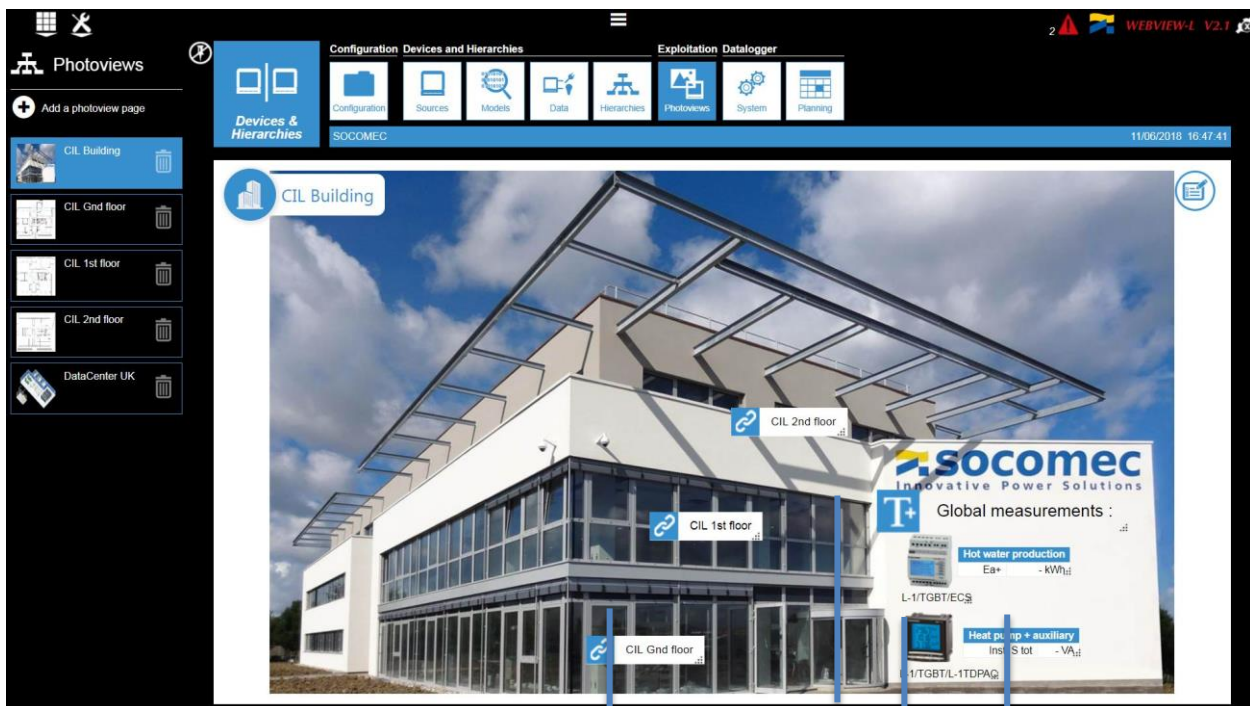 2
WEBVIEW-L V2.1
Photoviews
Add a photoview page
CIL Building
CIL Gnd floor
CIL 1st floor
CIL 2nd floor
DataCenter UK
Devices & Hierarchies
Configuration
Devices and Hierarchies
Exploitation
Datalogger
Configuration
Sources
Models
Data
Hierarchies
Photoviews
System
Planning
SOCOMEC
11/06/2018 16:47:41
CIL Building
CIL 2nd floor
socomec
Innovative Power Solutions
T+
Global measurements :
CIL 1st floor
Hot water production
Ea+ - kWh
L-1/TGBT/ECS
CIL Gnd floor
Heat pump + auxiliary
Inst S tot - VA
L-1/TGBT/L-1TDPAC